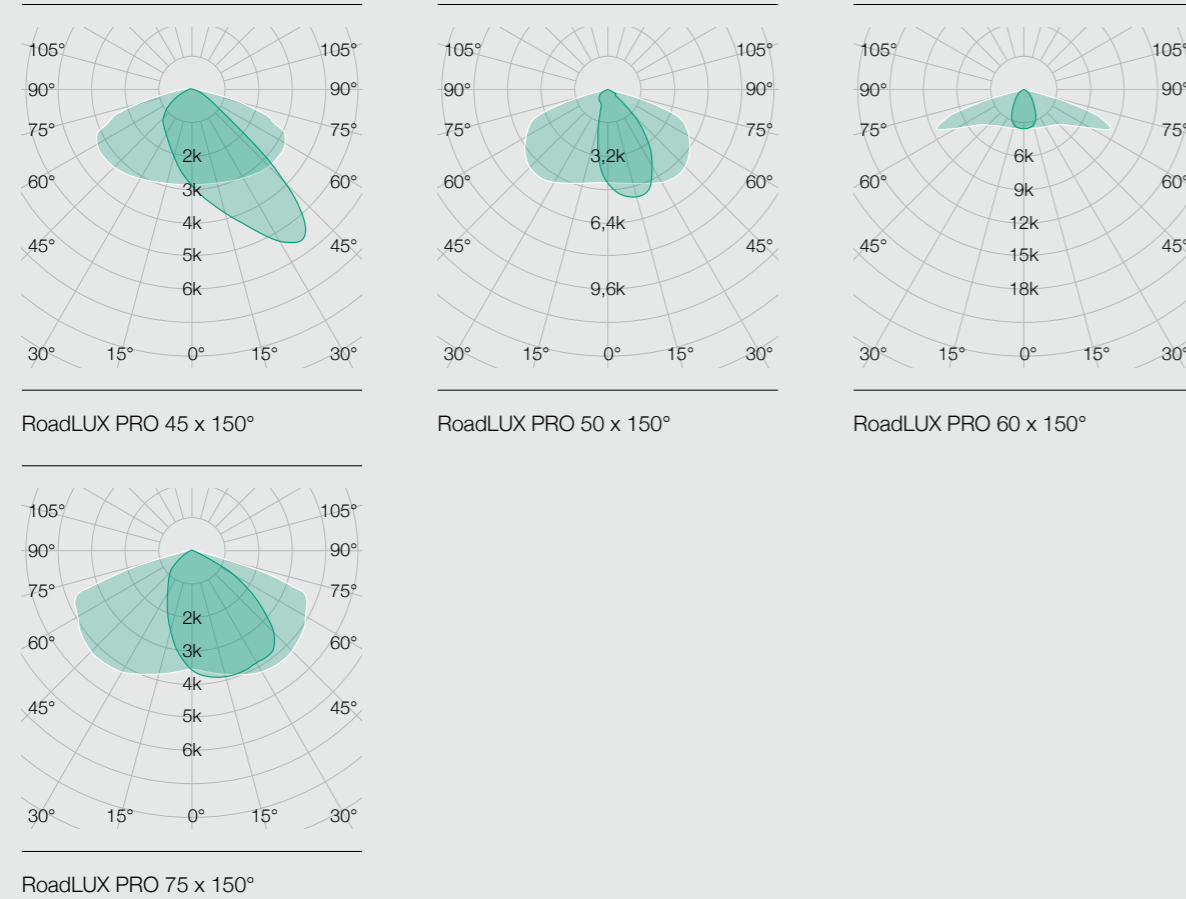 105° 105°
90° 90°
75° 75°
2k
60° 3k 60°
4k
45° 5k 45°
6k
30° 15° 0° 15° 30°
RoadLUX PRO 45 x 150°
105° 105°
90° 90°
75° 75°
3,2k
60° 60°
6,4k
45° 45°
9,6k
30° 15° 0° 15° 30°
RoadLUX PRO 50 x 150°
105° 105°
90° 90°
75° 75°
6k
60° 9k 60°
12k
45° 15k 45°
18k
30° 15° 0° 15° 30°
RoadLUX PRO 60 x 150°
105° 105°
90° 90°
75° 75°
2k
60° 3k 60°
4k
45° 5k 45°
6k
30° 15° 0° 15° 30°
RoadLUX PRO 75 x 150°